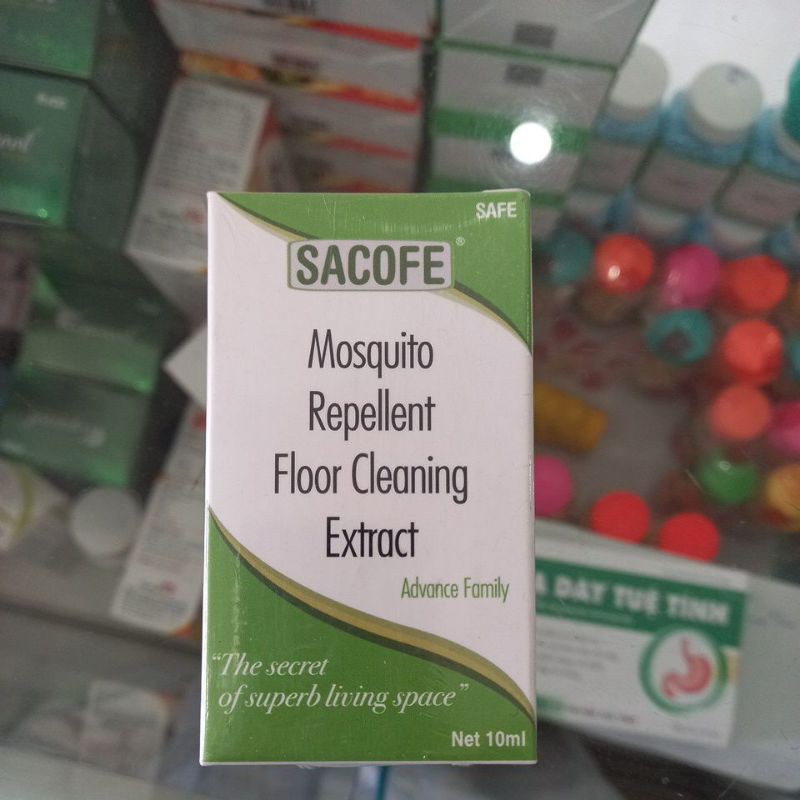 SAFE
SACOFE®
Mosquito
Repellent
Floor Cleaning
Extract
Advance Family
"The secret
of superb living space"
Net 10ml
DÀY TUỆ TĨNH